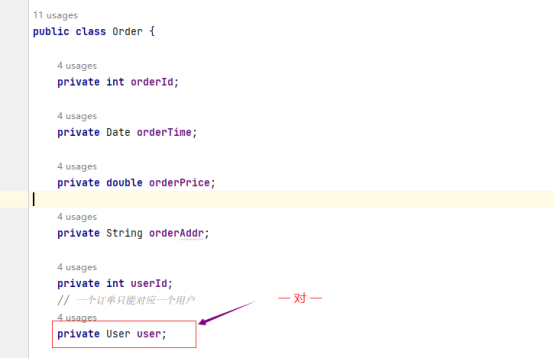 11 usages
public class Order {
4 usages
private int orderId;
4 usages
private Date orderTime;
4 usages
private double orderPrice;
4 usages
private String orderAddr;
4 usages
private int userId;
// 一个订单只能对应一个用户
4 usages
private User user;
一 对 一